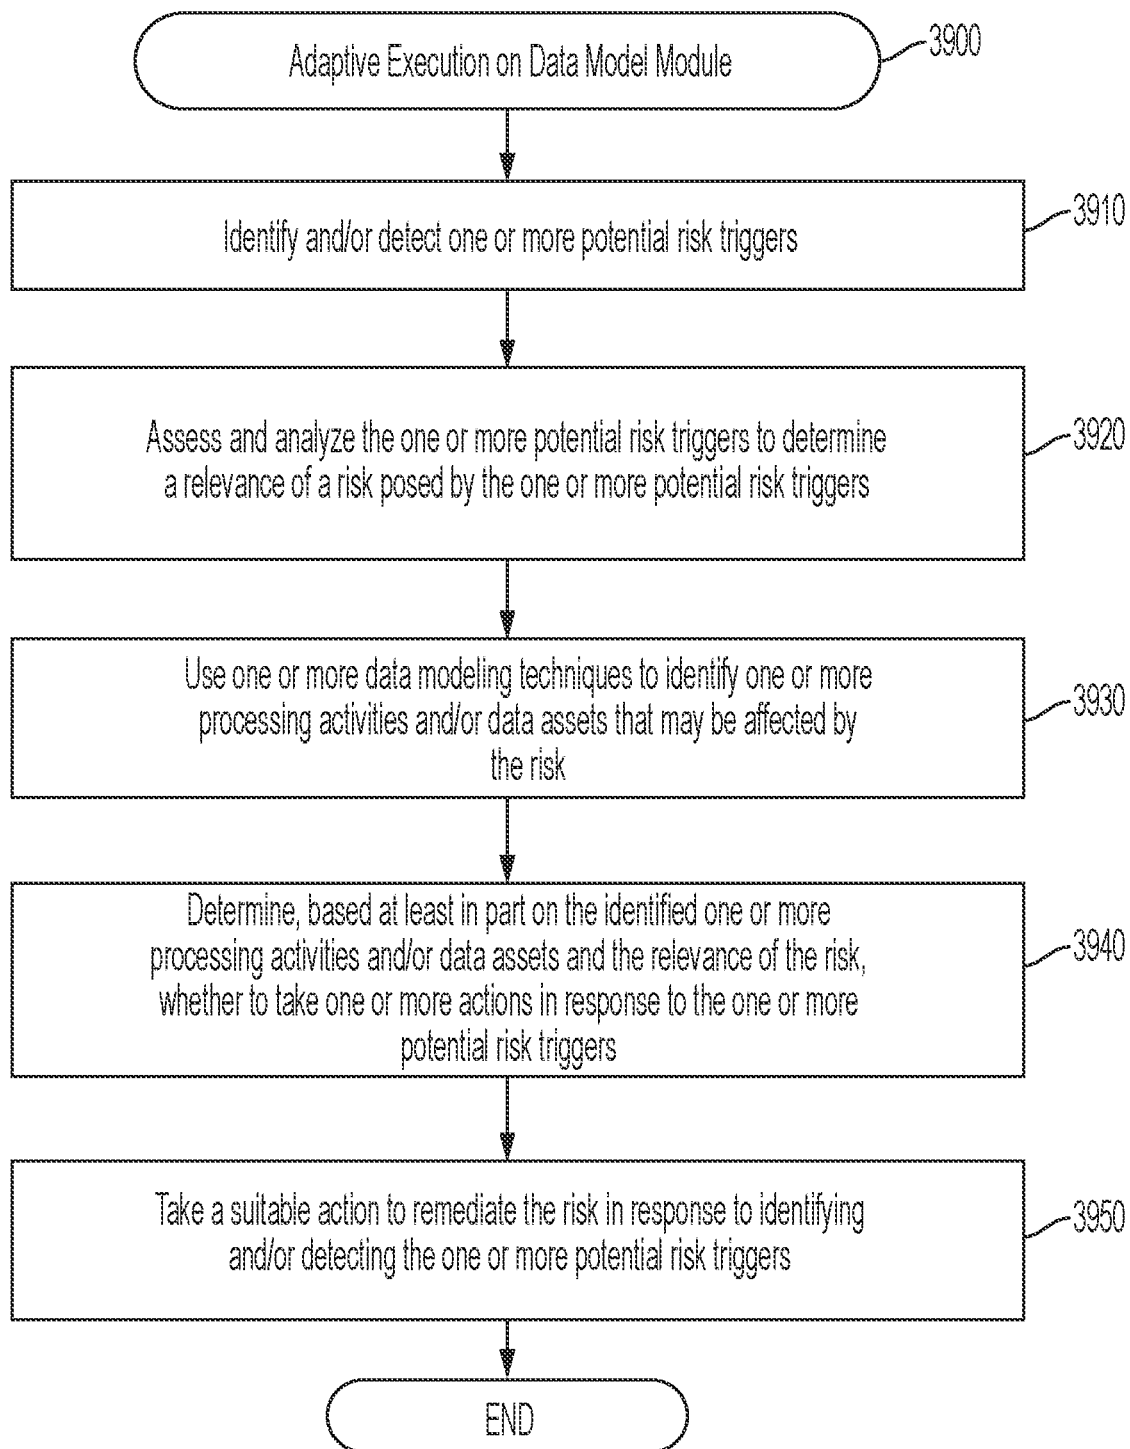 Adaptive Execution on Data Model Module
3900
Identify and/or detect one or more potential risk triggers
3910
Assess and analyze the one or more potential risk triggers to determine
a relevance of a risk posed by the one or more potential risk triggers
3920
Use one or more data modeling techniques to identify one or more
processing activities and/or data assets that may be affected by
the risk
3930
Determine, based at least in part on the identified one or more
processing activities and/or data assets and the relevance of the risk,
whether to take one or more actions in response to the one or more
potential risk triggers
3940
Take a suitable action to remediate the risk in response to identifying
and/or detecting the one or more potential risk triggers
3950
END